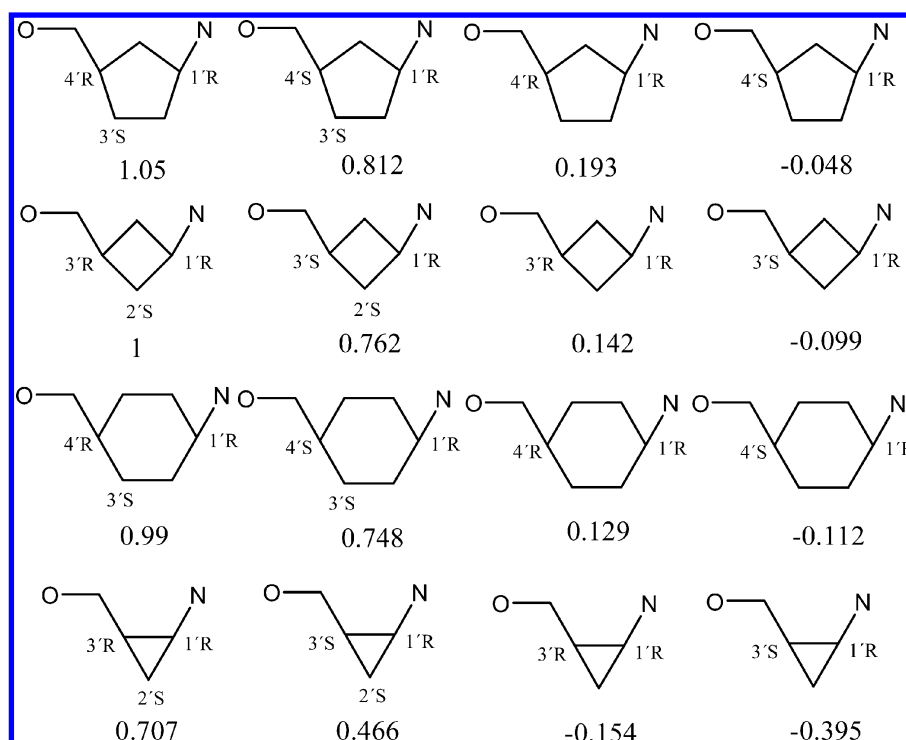 O N O N O N O N
4´R 1´R 4´S 1´R 4´R 1´R 4´S 1´R
3´S 3´S
1.05 0.812 0.193 -0.048
O N O N O N O N
3´R 1´R 3´S 1´R 3´R 1´R 3´S 1´R
2´S 2´S
1 0.762 0.142 -0.099
O N O N O N O N
4´R 1´R 4´S 1´R 4´R 1´R 4´S 1´R
3´S 3´S
0.99 0.748 0.129 -0.112
O N O N O N O N
3´R 1´R 3´S 1´R 3´R 1´R 3´S 1´R
2´S 2´S
0.707 0.466 -0.154 -0.395